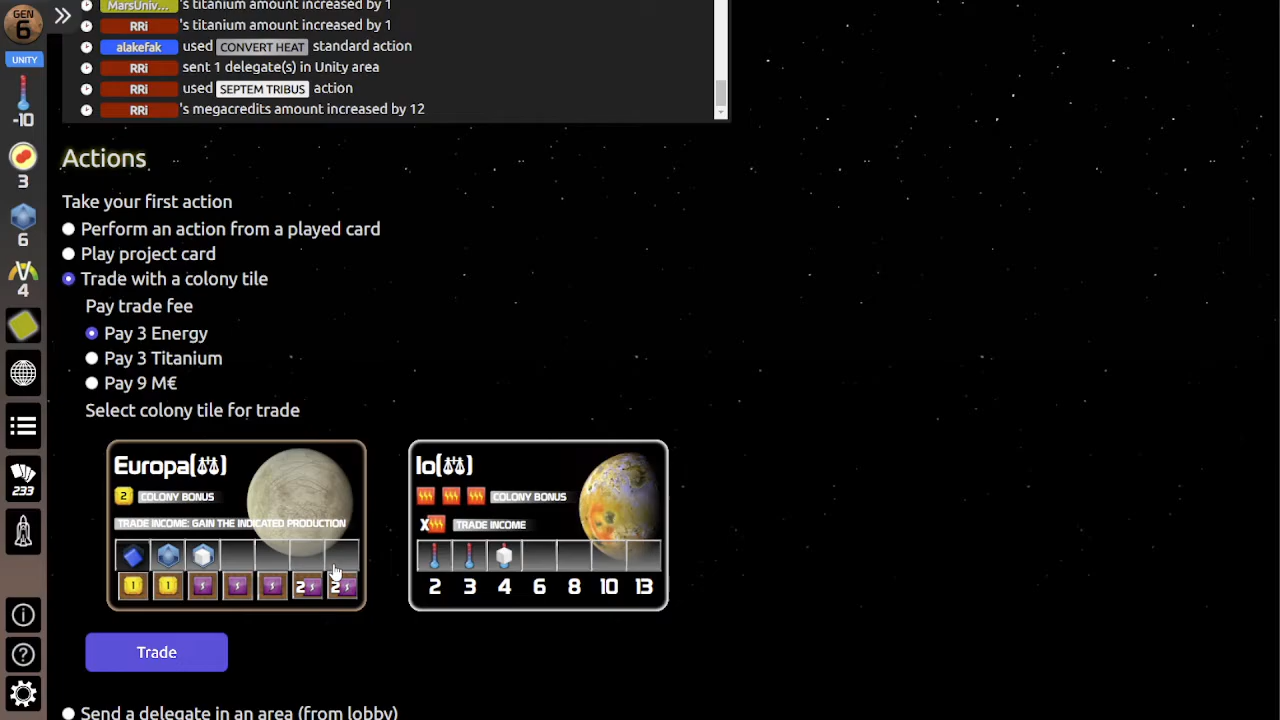 GEN
6
UNITY
-10
3
6
4
233
MarsUniv... 's titanium amount increased by 1
RRi 's titanium amount increased by 1
alakefak used CONVERT HEAT standard action
RRi sent 1 delegate(s) in Unity area
RRi used SEPTEM TRIBUS action
RRi 's megacredits amount increased by 12
Actions
Take your first action
Perform an action from a played card
Play project card
Trade with a colony tile
Pay trade fee
Pay 3 Energy
Pay 3 Titanium
Pay 9 M€
Select colony tile for trade
Europa(⚖)
2 COLONY BONUS
TRADE INCOME: GAIN THE INDICATED PRODUCTION
1 1 2 2
Io(⚖)
COLONY BONUS
X TRADE INCOME
2 3 4 6 8 10 13
Trade
Send a delegate in an area (from lobby)